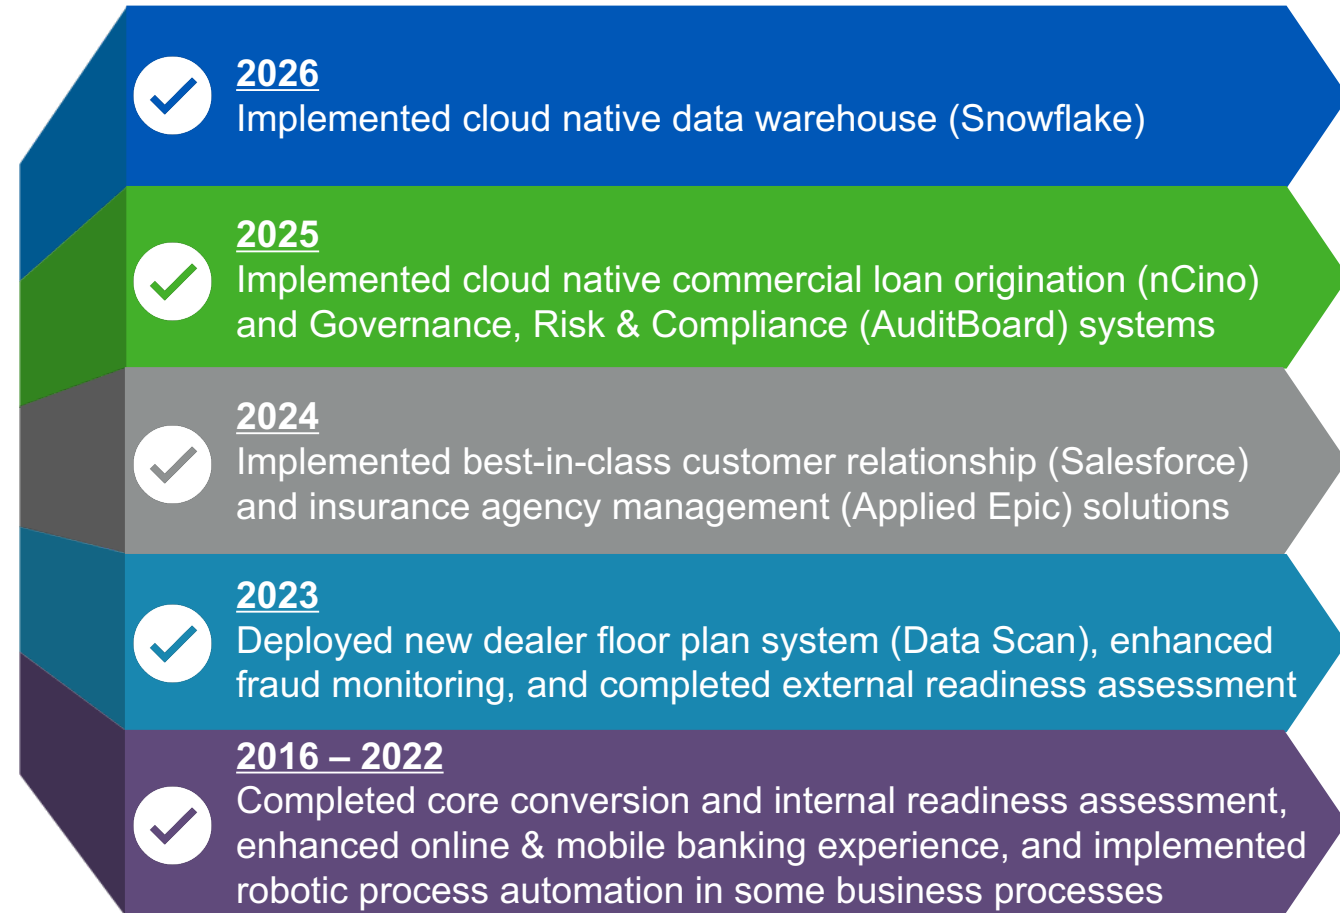 2026
Implemented cloud native data warehouse (Snowflake)
2025
Implemented cloud native commercial loan origination (nCino)
and Governance, Risk & Compliance (AuditBoard) systems
2024
Implemented best-in-class customer relationship (Salesforce)
and insurance agency management (Applied Epic) solutions
2023
Deployed new dealer floor plan system (Data Scan), enhanced
fraud monitoring, and completed external readiness assessment
2016 – 2022
Completed core conversion and internal readiness assessment,
enhanced online & mobile banking experience, and implemented
robotic process automation in some business processes